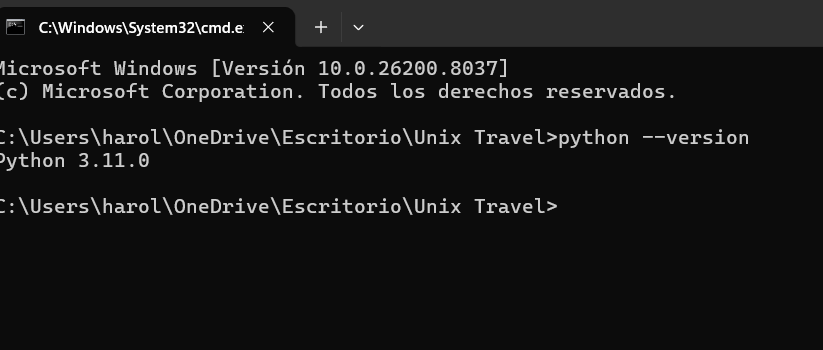 C:\Windows\System32\cmd.e
Microsoft Windows [Versión 10.0.26200.8037]
(c) Microsoft Corporation. Todos los derechos reservados.
C:\Users\harol\OneDrive\Escritorio\Unix Travel>python --version
Python 3.11.0
C:\Users\harol\OneDrive\Escritorio\Unix Travel>